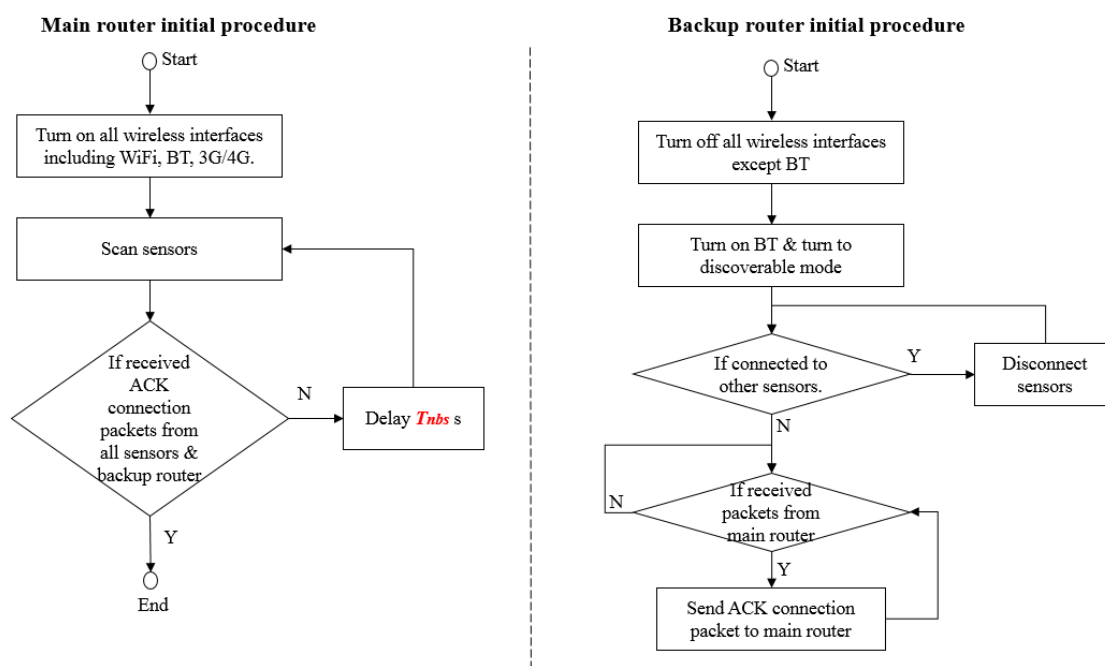 Main router initial procedure
Start
Turn on all wireless interfaces
including WiFi, BT, 3G/4G.
Scan sensors
If received
ACK
connection
packets from
all sensors &
backup router
N
Delay Tnbs s
Y
End
Backup router initial procedure
Start
Turn off all wireless interfaces
except BT
Turn on BT & turn to
discoverable mode
If connected to
other sensors.
Y
Disconnect
sensors
N
If received
packets from
main router
N
Y
Send ACK connection
packet to main router